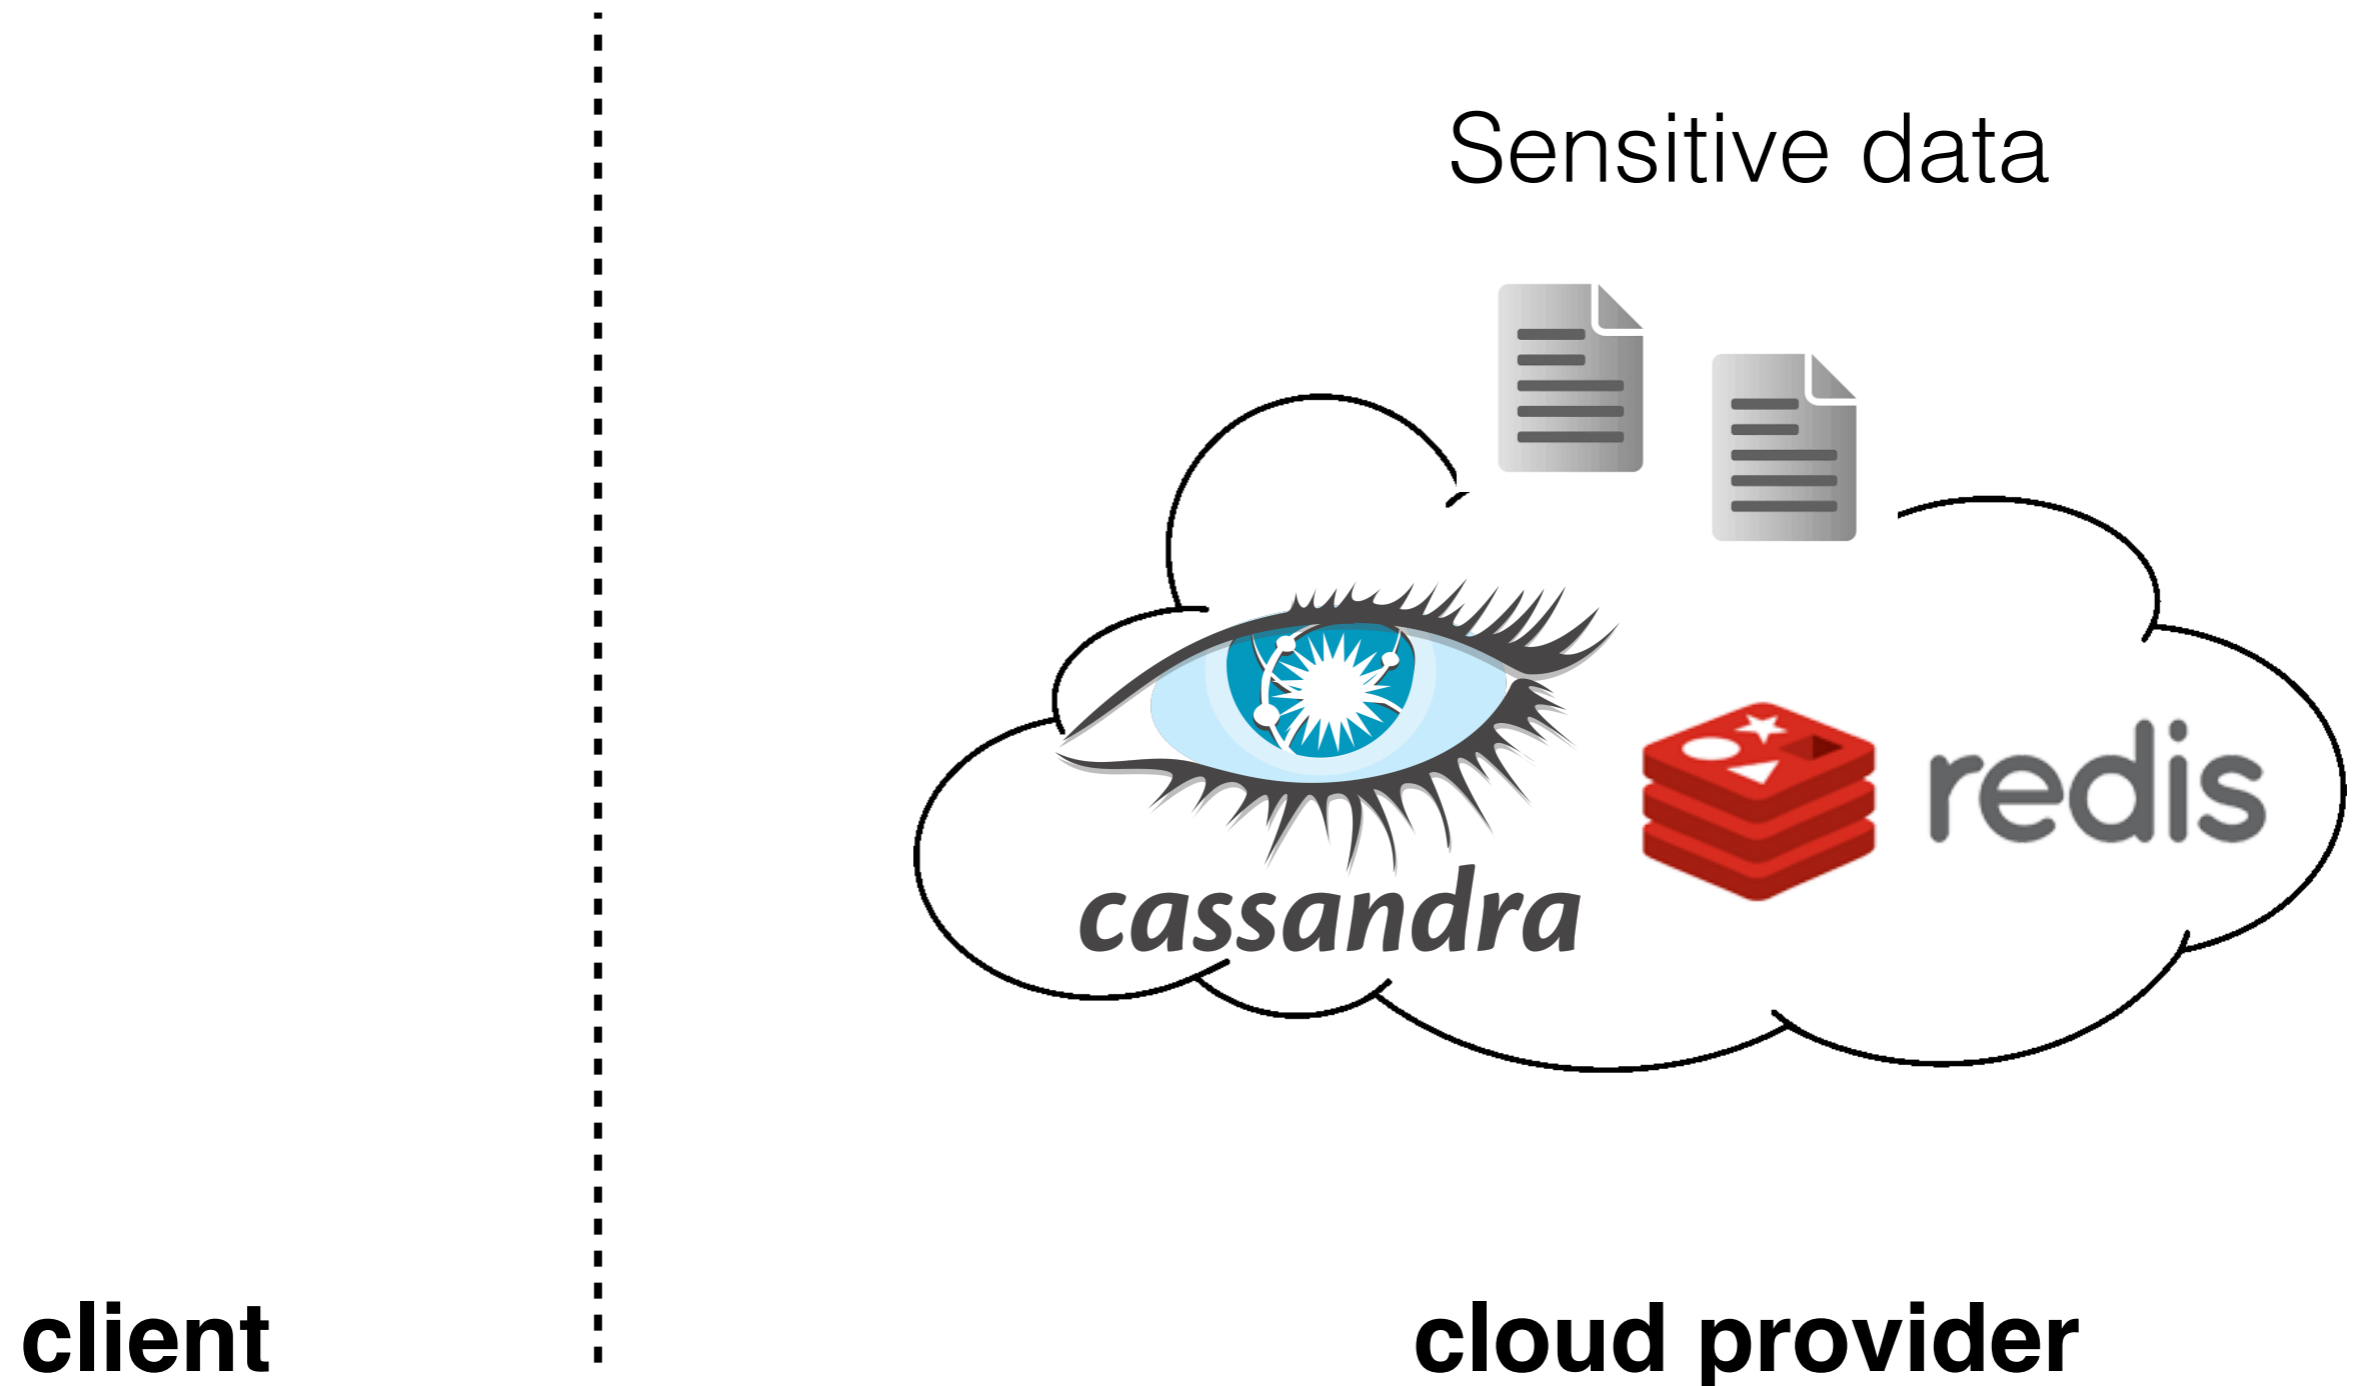 Sensitive data
redis
cassandra
client
cloud provider